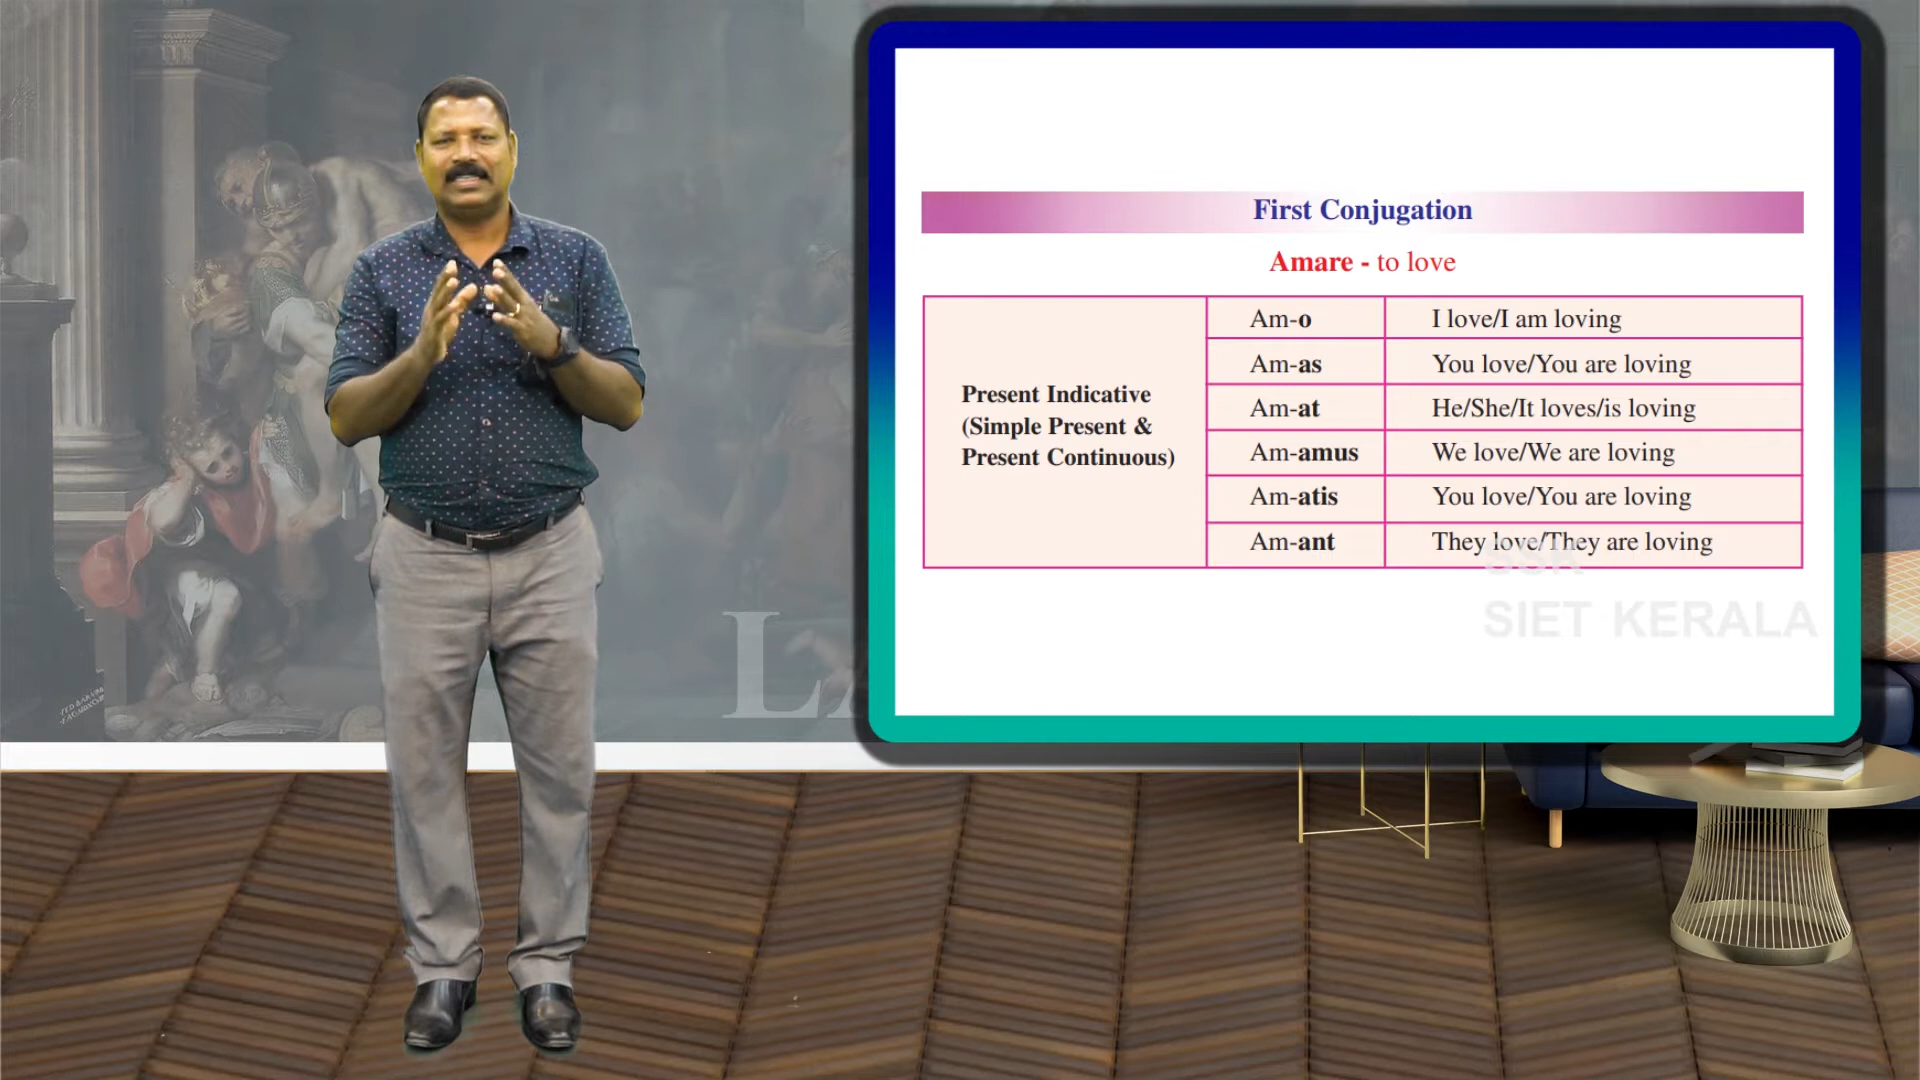 First Conjugation
Amare - to love
Present Indicative
(Simple Present &
Present Continuous)
Am-o I love/I am loving
Am-as You love/You are loving
Am-at He/She/It loves/is loving
Am-amus We love/We are loving
Am-atis You love/You are loving
Am-ant They love/They are loving
SSK
SIET KERALA